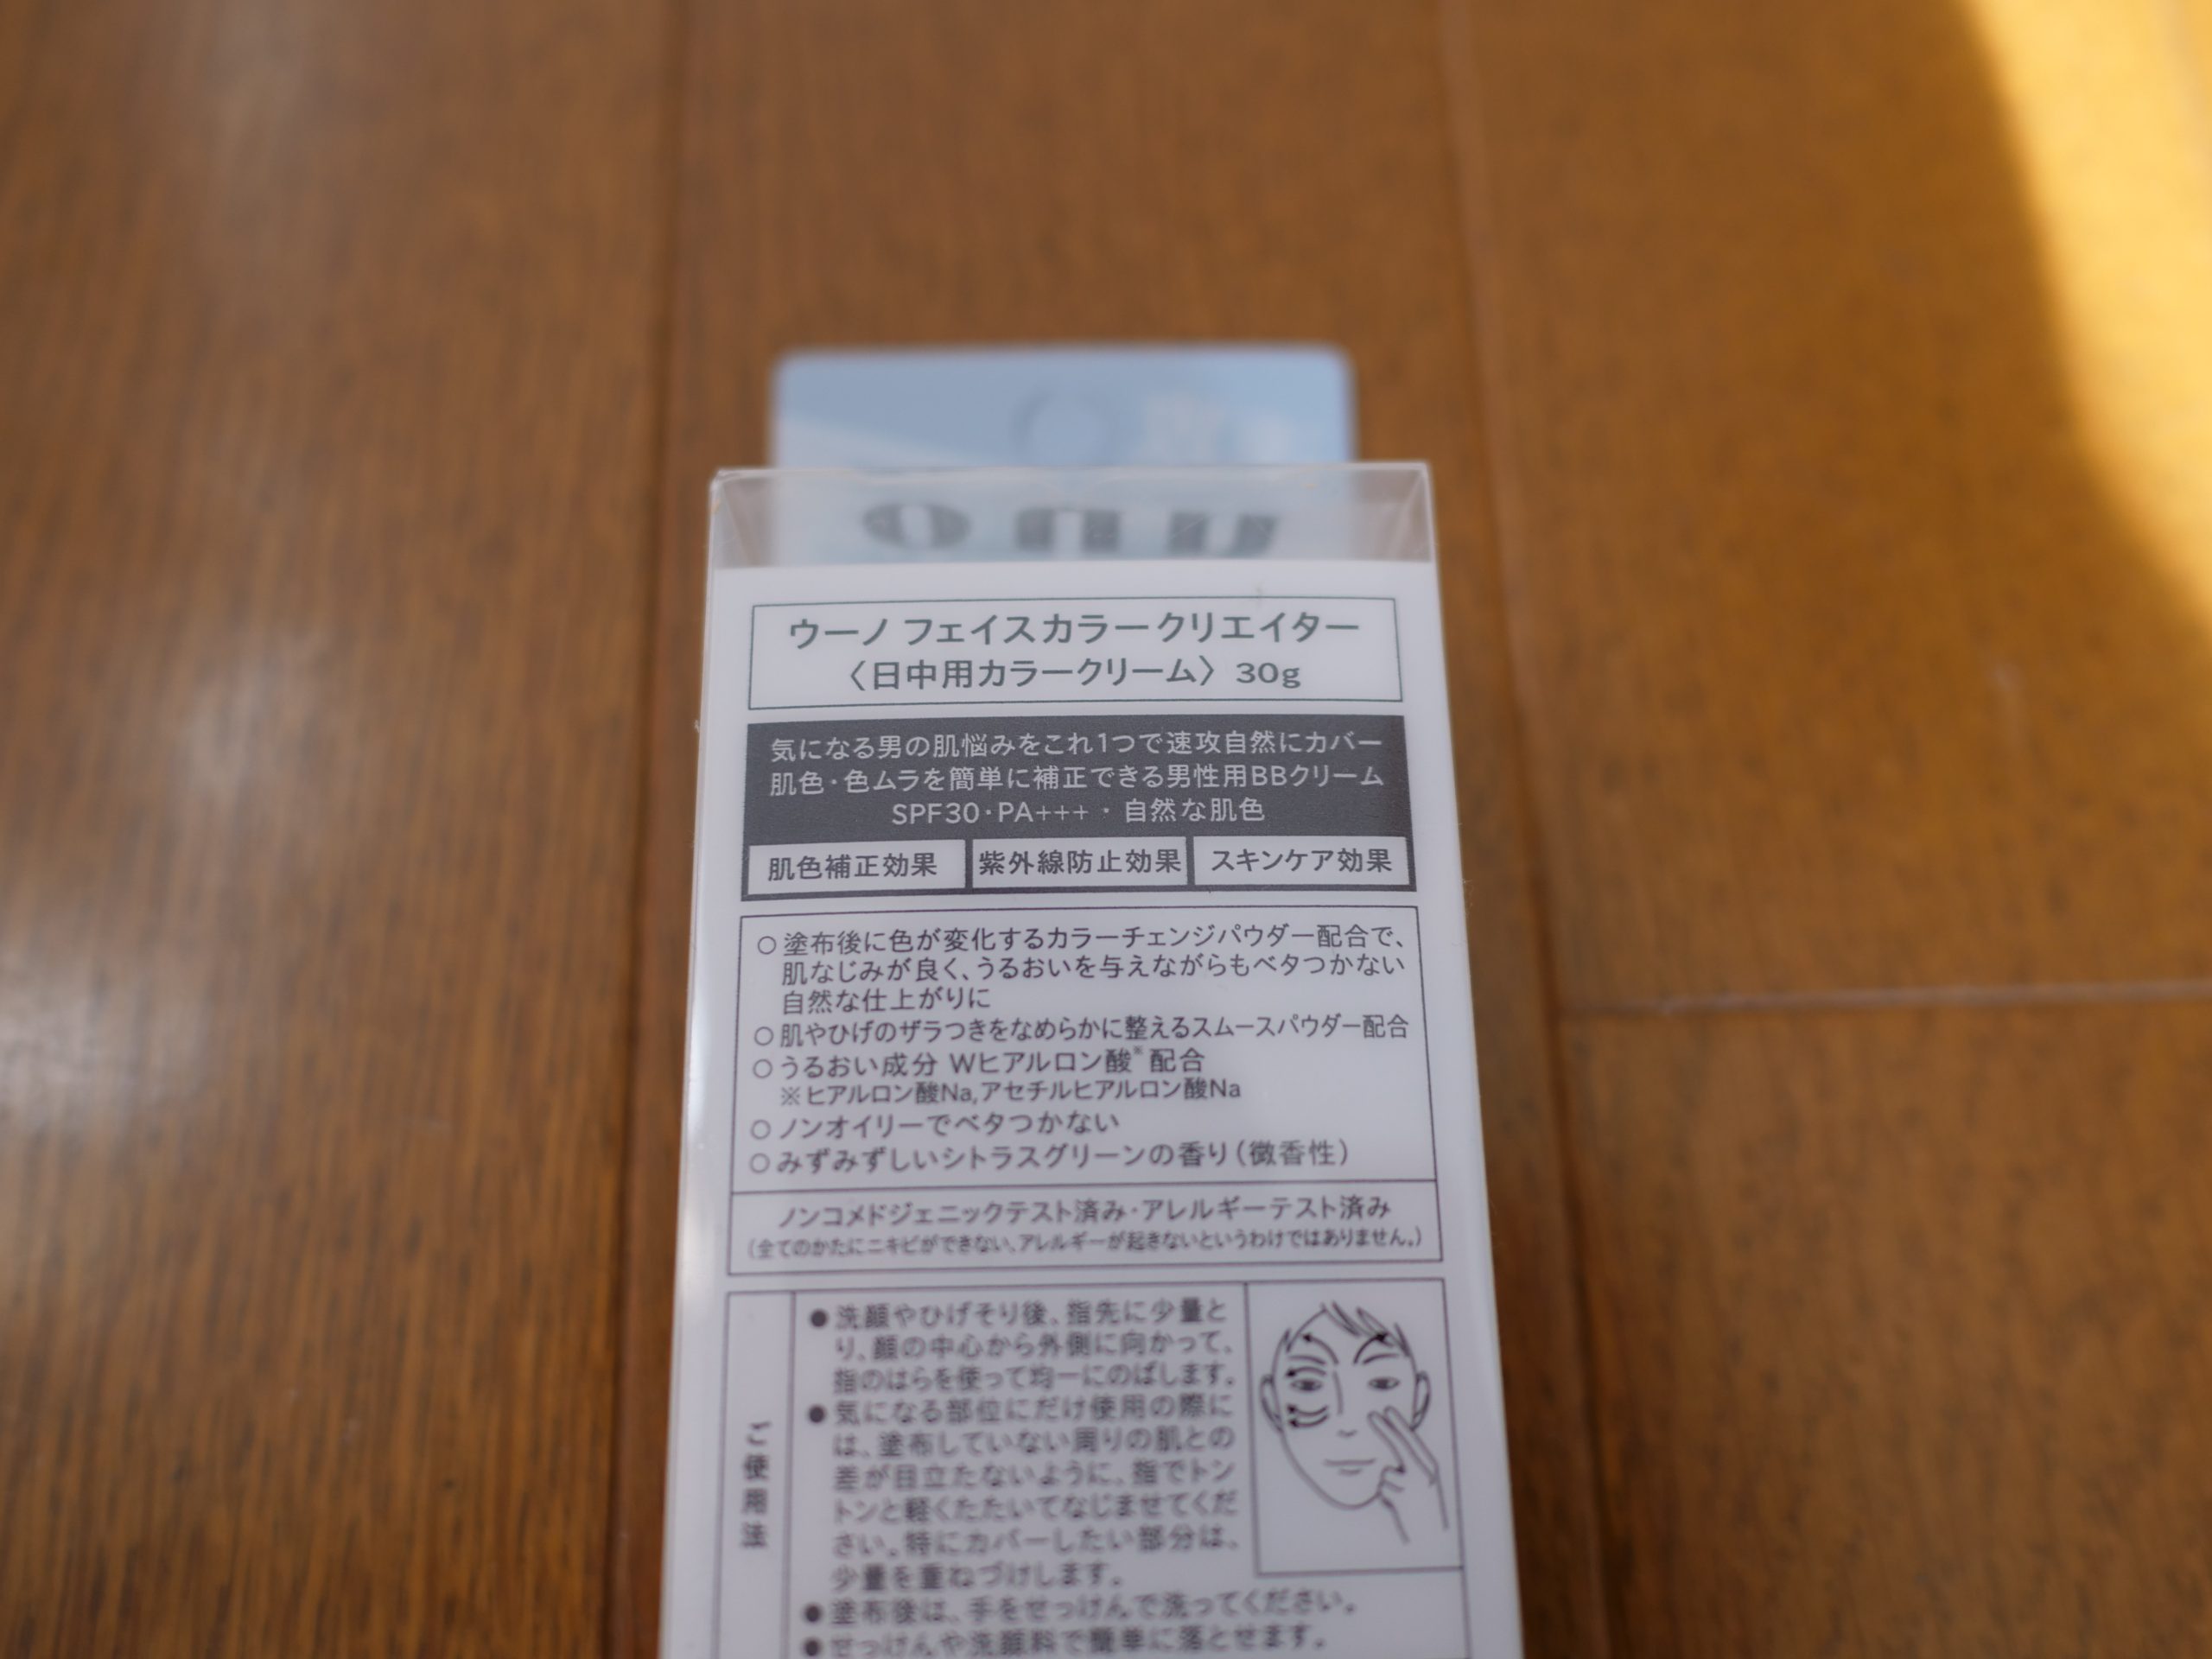 uno
ウーノ フェイスカラークリエイター
〈日中用カラークリーム〉 30g
気になる男の肌悩みをこれ1つで速攻自然にカバー
肌色・色ムラを簡単に補正できる男性用BBクリーム
SPF30・PA+++・自然な肌色
肌色補正効果 紫外線防止効果 スキンケア効果
○塗布後に色が変化するカラーチェンジパウダー配合で、
肌なじみが良く、うるおいを与えながらもベタつかない
自然な仕上がりに
○肌やひげのザラつきをなめらかに整えるスムースパウダー配合
○うるおい成分 Wヒアルロン酸※配合
※ヒアルロン酸Na,アセチルヒアルロン酸Na
○ノンオイリーでベタつかない
○みずみずしいシトラスグリーンの香り(微香性)
ノンコメドジェニックテスト済み・アレルギーテスト済み
(全てのかたにニキビができない、アレルギーが起きないというわけではありません。)
ご使用法
●洗顔やひげそり後、指先に少量と
り、顔の中心から外側に向かって、
指のはらを使って均一にのばします。
●気になる部位にだけ使用の際に
は、塗布していない周りの肌との
差が目立たないように、指でトン
トンと軽くたたいてなじませてくだ
さい。特にカバーしたい部分は、
少量を重ねづけします。
●塗布後は、手をせっけんで洗ってください。
●せっけんや洗顔料で簡単に落とせます。